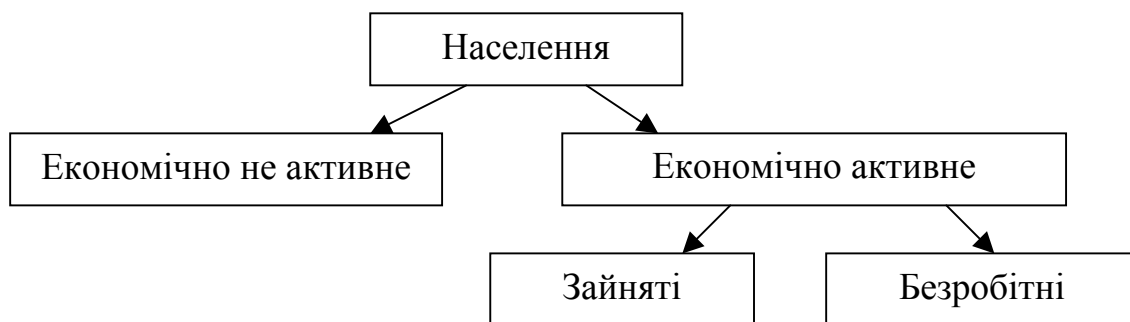 Населення
Економічно не активне
Економічно активне
Зайняті
Безробітні